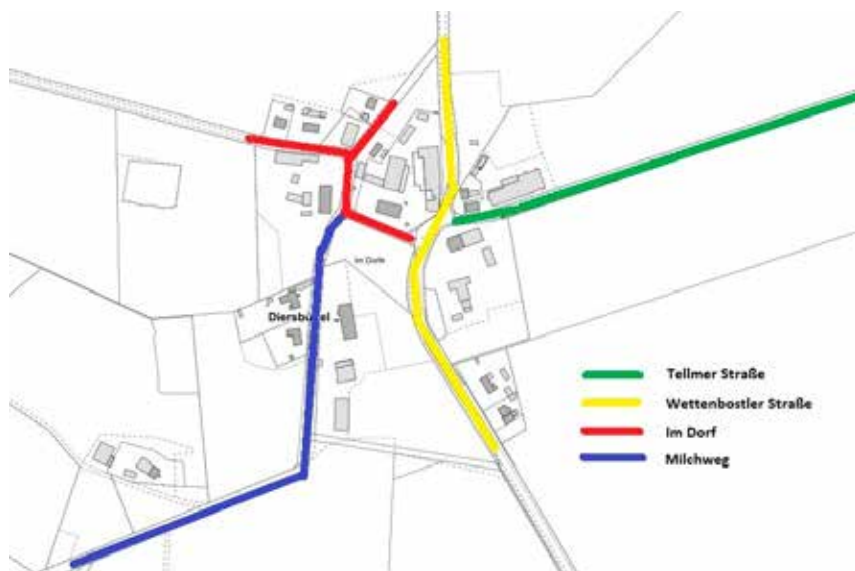 Im Dorfe
Diersbüttel
Tellmer Straße
Wettenbostler Straße
Im Dorf
Milchweg